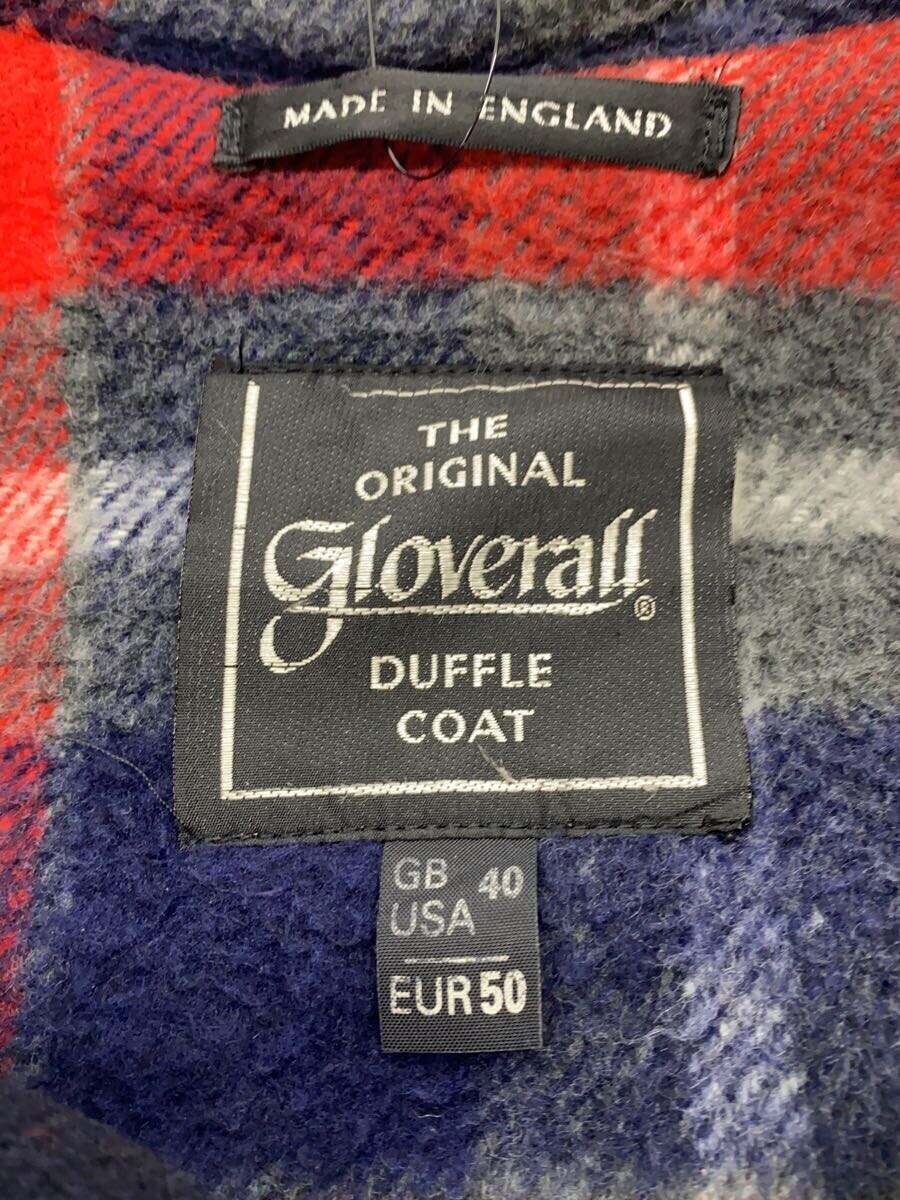 MADE IN ENGLAND
THE
ORIGINAL
Gloverall®
DUFFLE
COAT
GB 40
USA
EUR 50